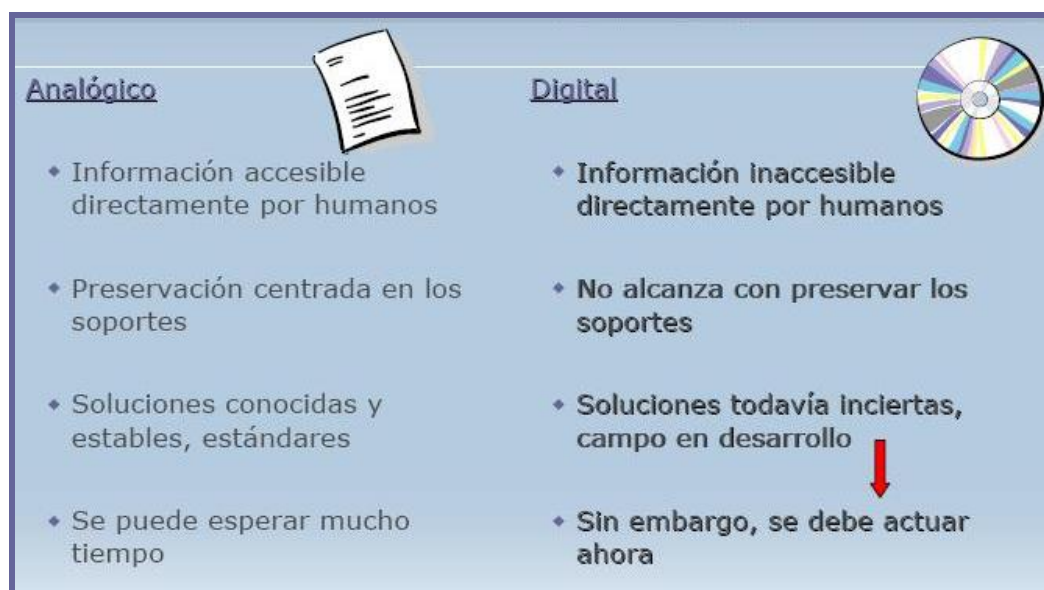 Analógico
Información accesible
directamente por humanos
Preservación centrada en los
soportes
Soluciones conocidas y
estables, estándares
Se puede esperar mucho
tiempo
Digital
Información inaccesible
directamente por humanos
No alcanza con preservar los
soportes
Soluciones todavía inciertas,
campo en desarrollo
Sin embargo, se debe actuar
ahora